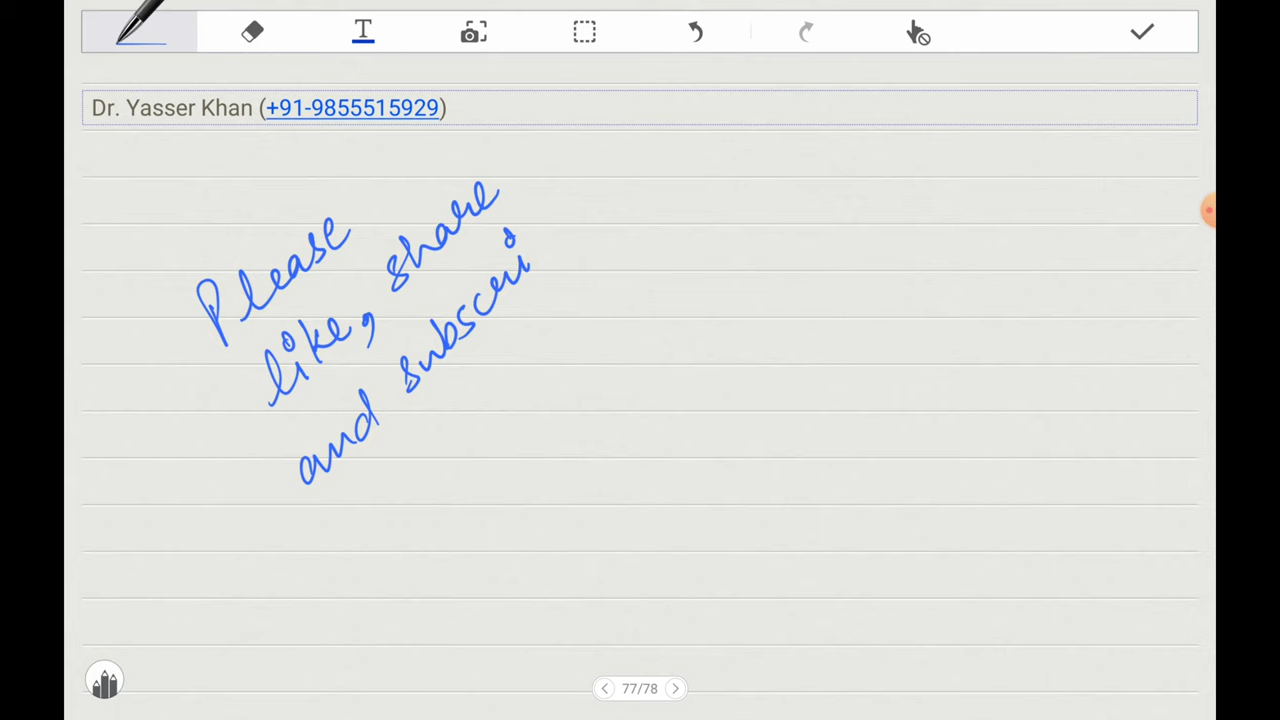 T
Dr. Yasser Khan (+91-9855515929)
Please
like, share
and subscri
77/78